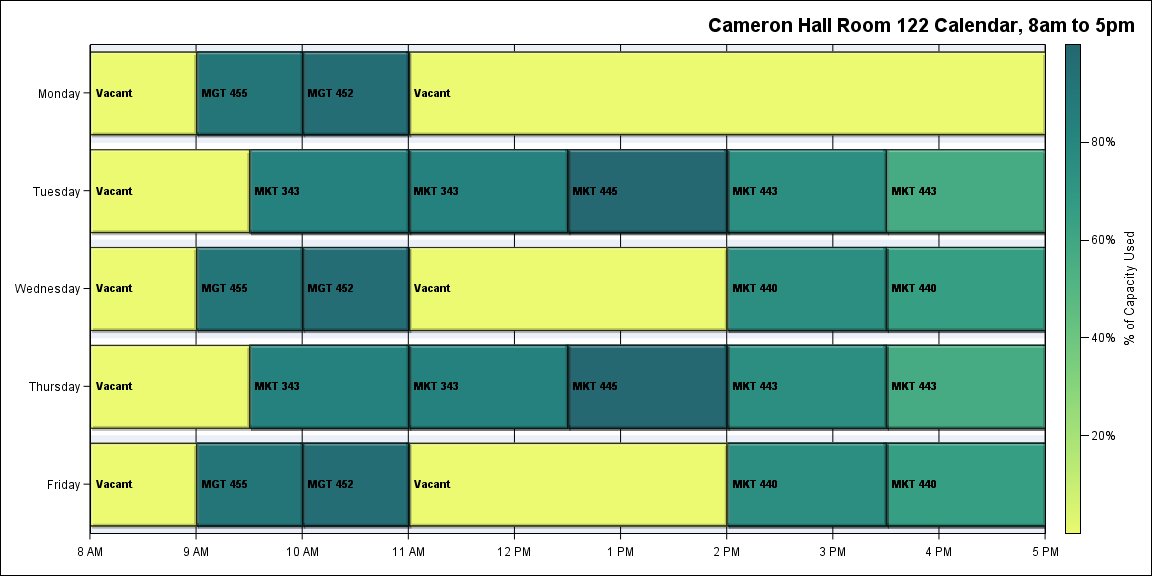 Cameron Hall Room 122 Calendar, 8am to 5pm
Monday
Vacant
MGT 455
MGT 452
Vacant
Tuesday
Vacant
MKT 343
MKT 343
MKT 445
MKT 443
MKT 443
Wednesday
Vacant
MGT 455
MGT 452
Vacant
MKT 440
MKT 440
Thursday
Vacant
MKT 343
MKT 343
MKT 445
MKT 443
MKT 443
Friday
Vacant
MGT 455
MGT 452
Vacant
MKT 440
MKT 440
8 AM
9 AM
10 AM
11 AM
12 PM
1 PM
2 PM
3 PM
4 PM
5 PM
80%
60%
40%
20%
% of Capacity Used